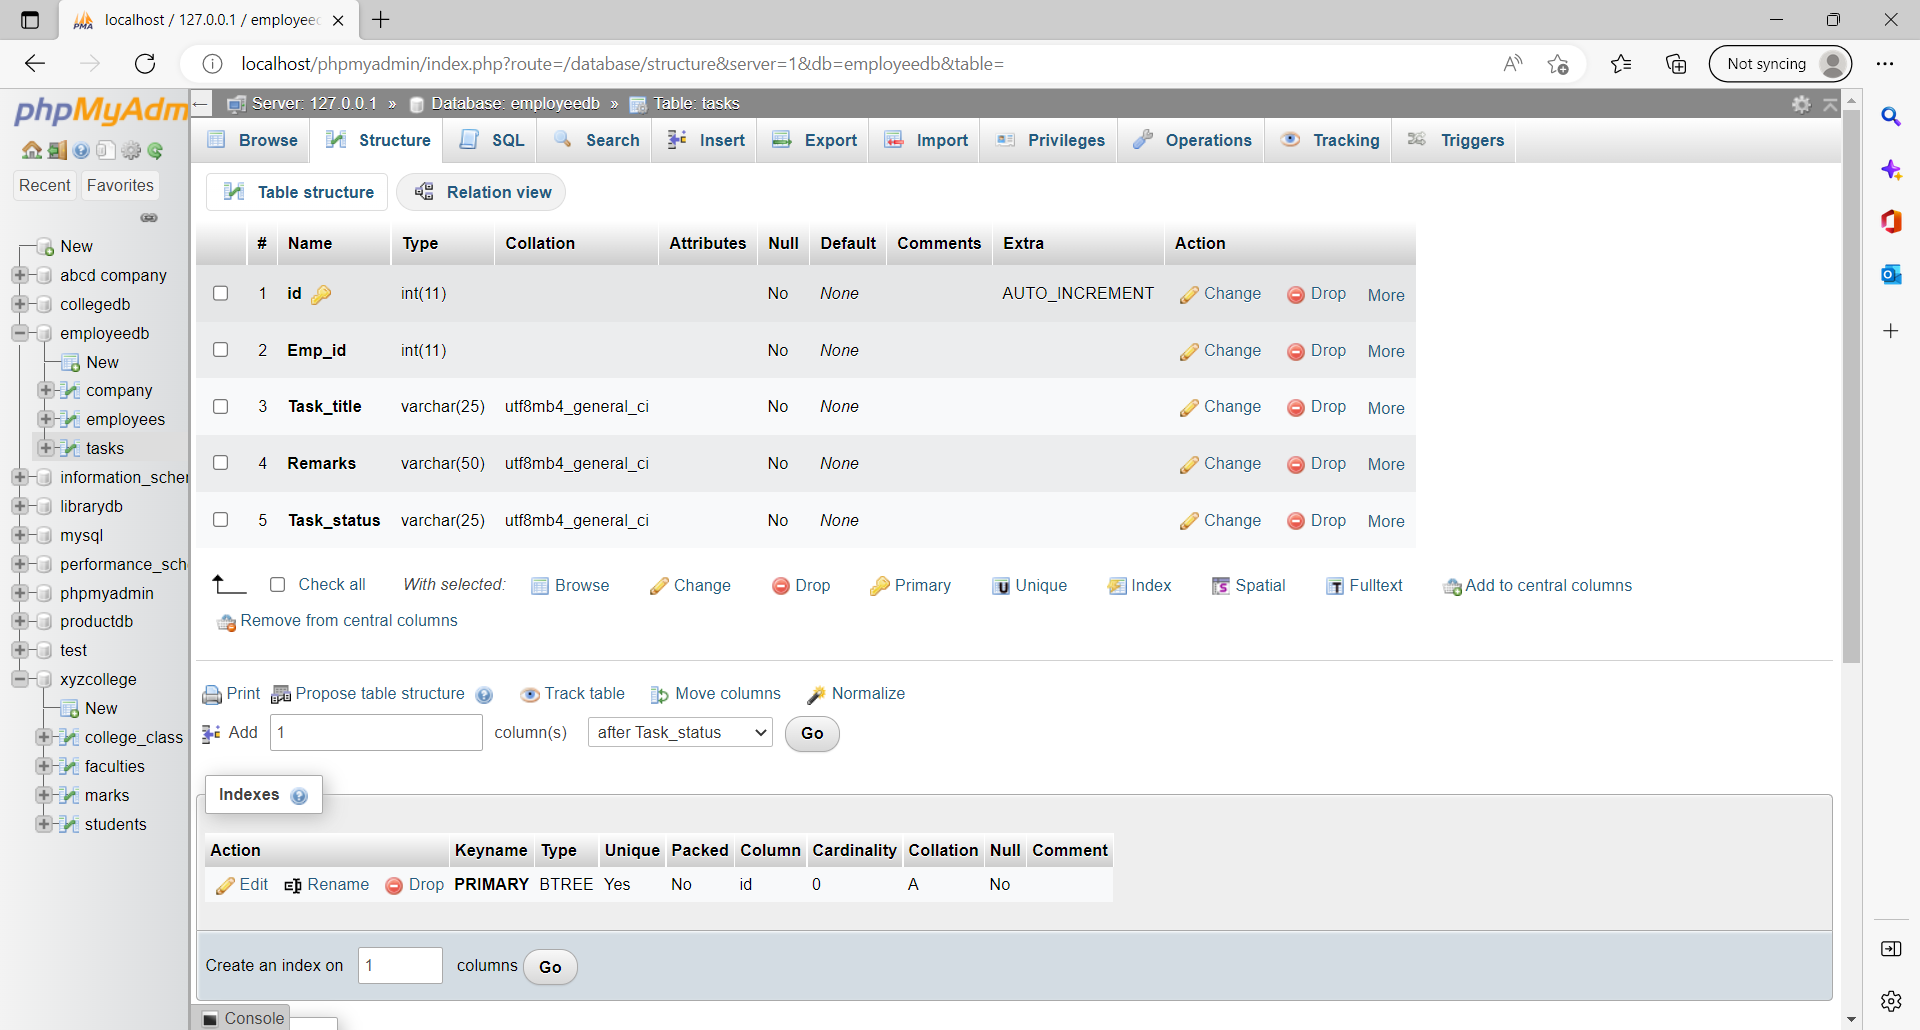 localhost / 127.0.0.1 / employeed
localhost/phpmyadmin/index.php?route=/database/structure&server=1&db=employeedb&table=
Not syncing
phpMyAdm
Recent Favorites
New
abcd company
collegedb
employeedb
New
company
employees
tasks
information_scher
librarydb
mysql
performance_sch
phpmyadmin
productdb
test
xyzcollege
New
college_class
faculties
marks
students
Server: 127.0.0.1 » Database: employeedb » Table: tasks
Browse Structure SQL Search Insert Export Import Privileges Operations Tracking Triggers
Table structure Relation view
# Name Type Collation Attributes Null Default Comments Extra Action
1 id int(11) No None AUTO_INCREMENT Change Drop More
2 Emp_id int(11) No None Change Drop More
3 Task_title varchar(25) utf8mb4_general_ci No None Change Drop More
4 Remarks varchar(50) utf8mb4_general_ci No None Change Drop More
5 Task_status varchar(25) utf8mb4_general_ci No None Change Drop More
Check all With selected: Browse Change Drop Primary Unique Index Spatial Fulltext Add to central columns
Remove from central columns
Print Propose table structure Track table Move columns Normalize
Add 1 column(s) after Task_status Go
Indexes
Action Keyname Type Unique Packed Column Cardinality Collation Null Comment
Edit Rename Drop PRIMARY BTREE Yes No id 0 A No
Create an index on 1 columns Go
Console